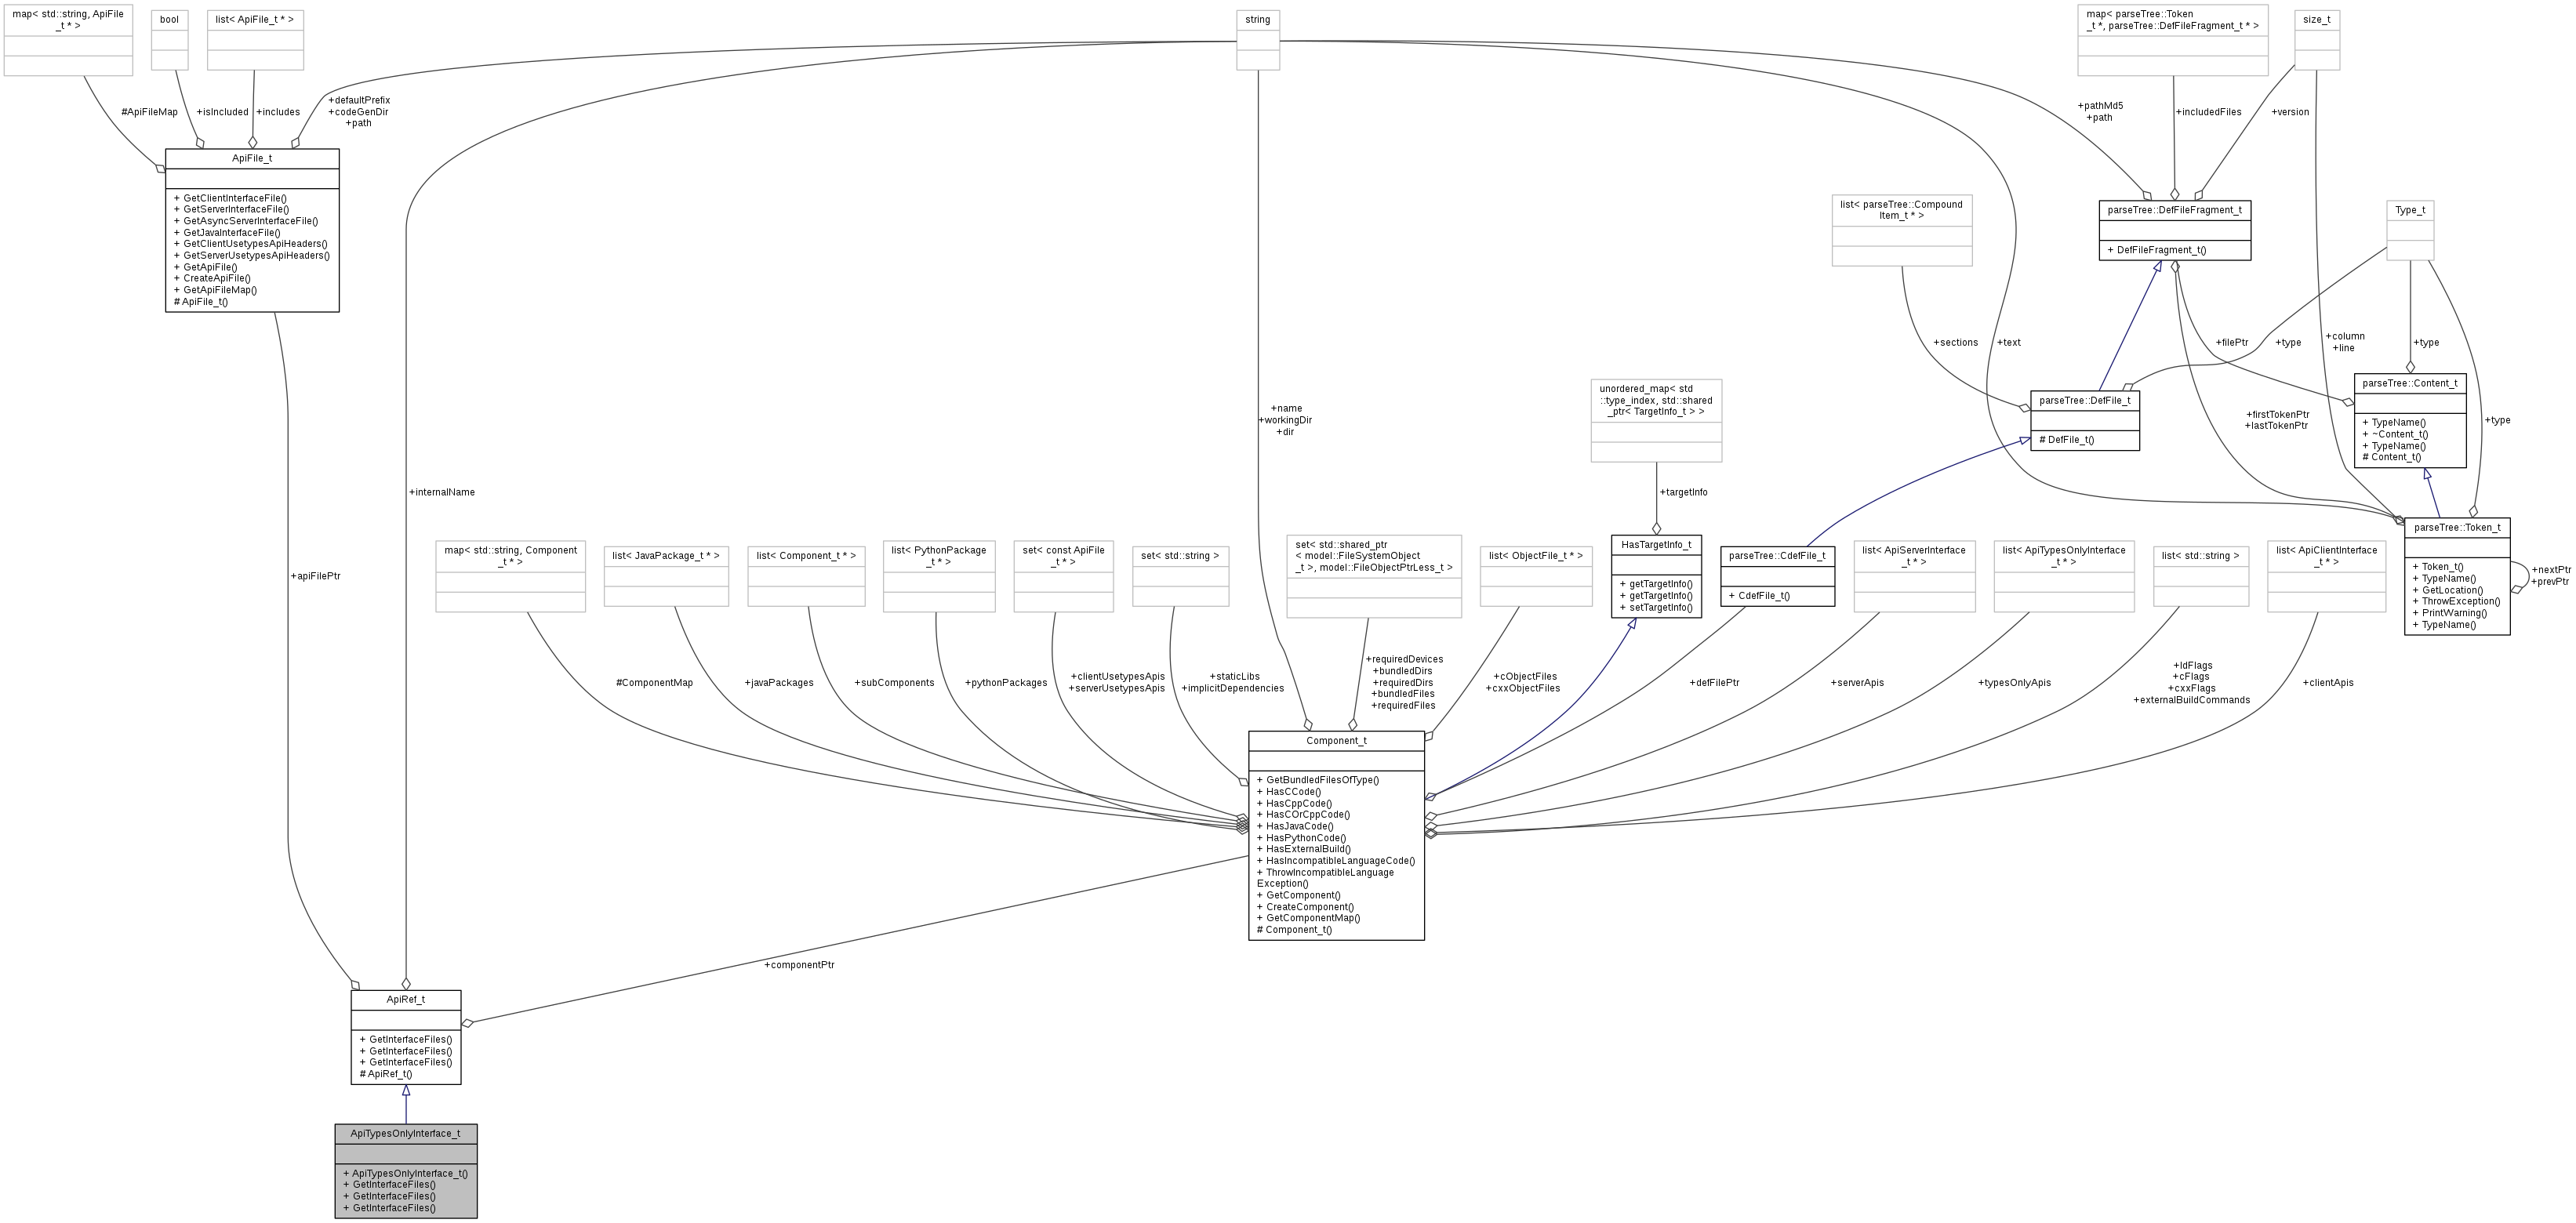 map< std::string, ApiFile
_t * >
bool
list< ApiFile_t * >
string
map< parseTree::Token
_t *, parseTree::DefFileFragment_t * >
size_t
#ApiFileMap
+isIncluded
+includes
+defaultPrefix
+codeGenDir
+path
+pathMd5
+path
+includedFiles
+version
ApiFile_t
+ GetClientInterfaceFile()
+ GetServerInterfaceFile()
+ GetAsyncServerInterfaceFile()
+ GetJavaInterfaceFile()
+ GetClientUsetypesApiHeaders()
+ GetServerUsetypesApiHeaders()
+ GetApiFile()
+ CreateApiFile()
+ GetApiFileMap()
# ApiFile_t()
list< parseTree::Compound
Item_t * >
parseTree::DefFileFragment_t
+ DefFileFragment_t()
Type_t
+sections
+text
+column
+line
+filePtr
+type
+type
unordered_map< std
::type_index, std::shared
_ptr< TargetInfo_t > >
parseTree::DefFile_t
# DefFile_t()
parseTree::Content_t
+ TypeName()
+ ~Content_t()
+ TypeName()
# Content_t()
+name
+workingDir
+dir
+firstTokenPtr
+lastTokenPtr
+type
+internalName
+targetInfo
+apiFilePtr
map< std::string, Component
_t * >
list< JavaPackage_t * >
list< Component_t * >
list< PythonPackage
_t * >
set< const ApiFile
_t * >
set< std::string >
set< std::shared_ptr
< model::FileSystemObject
_t >, model::FileObjectPtrLess_t >
list< ObjectFile_t * >
HasTargetInfo_t
+ getTargetInfo()
+ getTargetInfo()
+ setTargetInfo()
parseTree::CdefFile_t
+ CdefFile_t()
list< ApiServerInterface
_t * >
list< ApiTypesOnlyInterface
_t * >
list< std::string >
list< ApiClientInterface
_t * >
parseTree::Token_t
+ Token_t()
+ TypeName()
+ GetLocation()
+ ThrowException()
+ PrintWarning()
+ TypeName()
+nextPtr
+prevPtr
#ComponentMap
+javaPackages
+subComponents
+pythonPackages
+clientUsetypesApis
+serverUsetypesApis
+staticLibs
+implicitDependencies
+requiredDevices
+bundledDirs
+requiredDirs
+bundledFiles
+requiredFiles
+cObjectFiles
+cxxObjectFiles
+defFilePtr
+serverApis
+typesOnlyApis
+ldFlags
+cFlags
+cxxFlags
+externalBuildCommands
+clientApis
Component_t
+ GetBundledFilesOfType()
+ HasCCode()
+ HasCppCode()
+ HasCOrCppCode()
+ HasJavaCode()
+ HasPythonCode()
+ HasExternalBuild()
+ HasIncompatibleLanguageCode()
+ ThrowIncompatibleLanguage
Exception()
+ GetComponent()
+ CreateComponent()
+ GetComponentMap()
# Component_t()
+componentPtr
ApiRef_t
+ GetInterfaceFiles()
+ GetInterfaceFiles()
+ GetInterfaceFiles()
# ApiRef_t()
ApiTypesOnlyInterface_t
+ ApiTypesOnlyInterface_t()
+ GetInterfaceFiles()
+ GetInterfaceFiles()
+ GetInterfaceFiles()